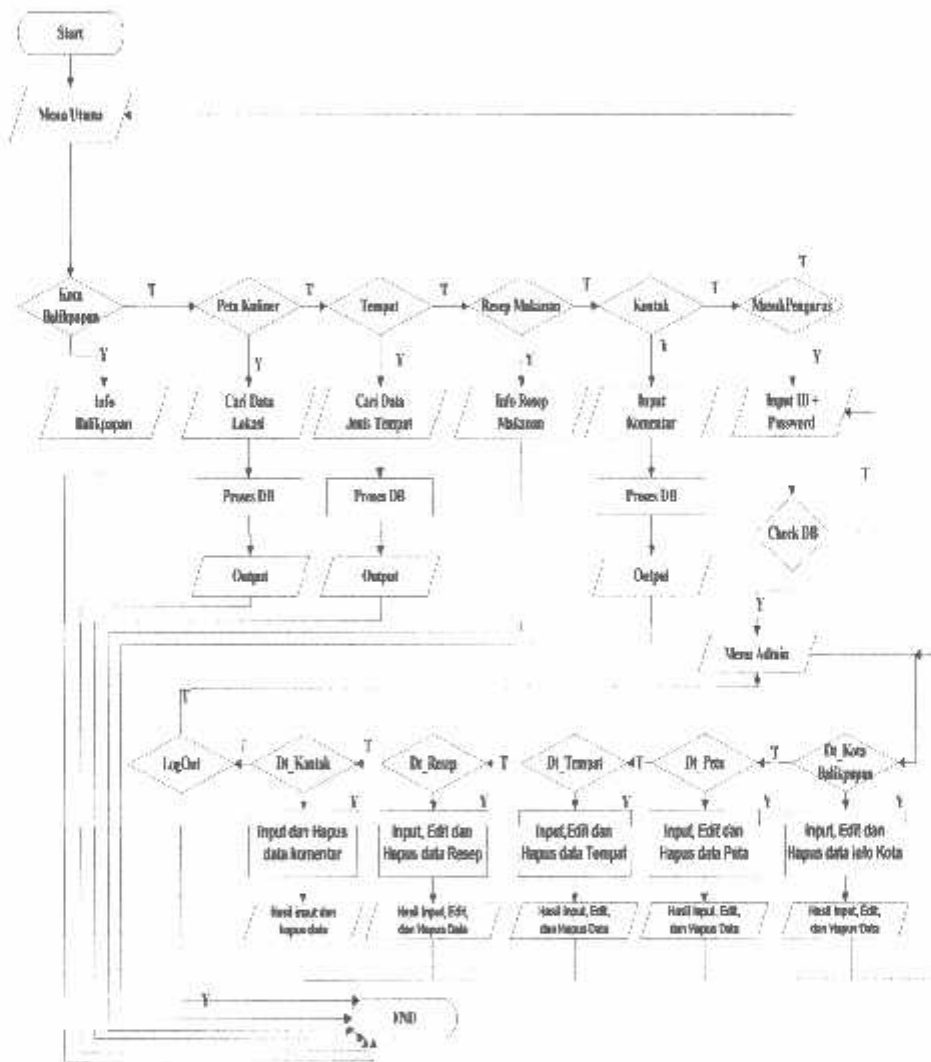 Start
Menu Utama
Kota
Balikpapan
T
Peta Kuliner
T
Tempat
T
Resep Makanan
T
Kontak
T
Masuk Pengurus
T
Y
Y
Y
Y
Y
Y
Info
Balikpapan
Cari Data
Lokasi
Cari Data
Jenis Tempat
Info Resep
Makanan
Input
Komentar
Input ID +
Password
Proses DB
Proses DB
Proses DB
T
Check DB
Output
Output
Output
Y
Menu Admin
T
LogOut
T
Dt_Kontak
T
Dt_Resep
T
Dt_Tempat
T
Dt_Peta
T
Dt_Kota
Balikpapan
Y
Y
Y
Y
Y
Input dan Hapus
data komentar
Input, Edit dan
Hapus data Resep
Input,Edit dan
Hapus data Tempat
Input, Edit dan
Hapus data Peta
Input, Edit dan
Hapus data info Kota
Hasil input dan
hapus data
Hasil Input, Edit,
dan Hapus Data
Hasil Input, Edit,
dan Hapus Data
Hasil Input, Edit,
dan Hapus Data
Hasil Input, Edit,
dan Hapus Data
Y
END